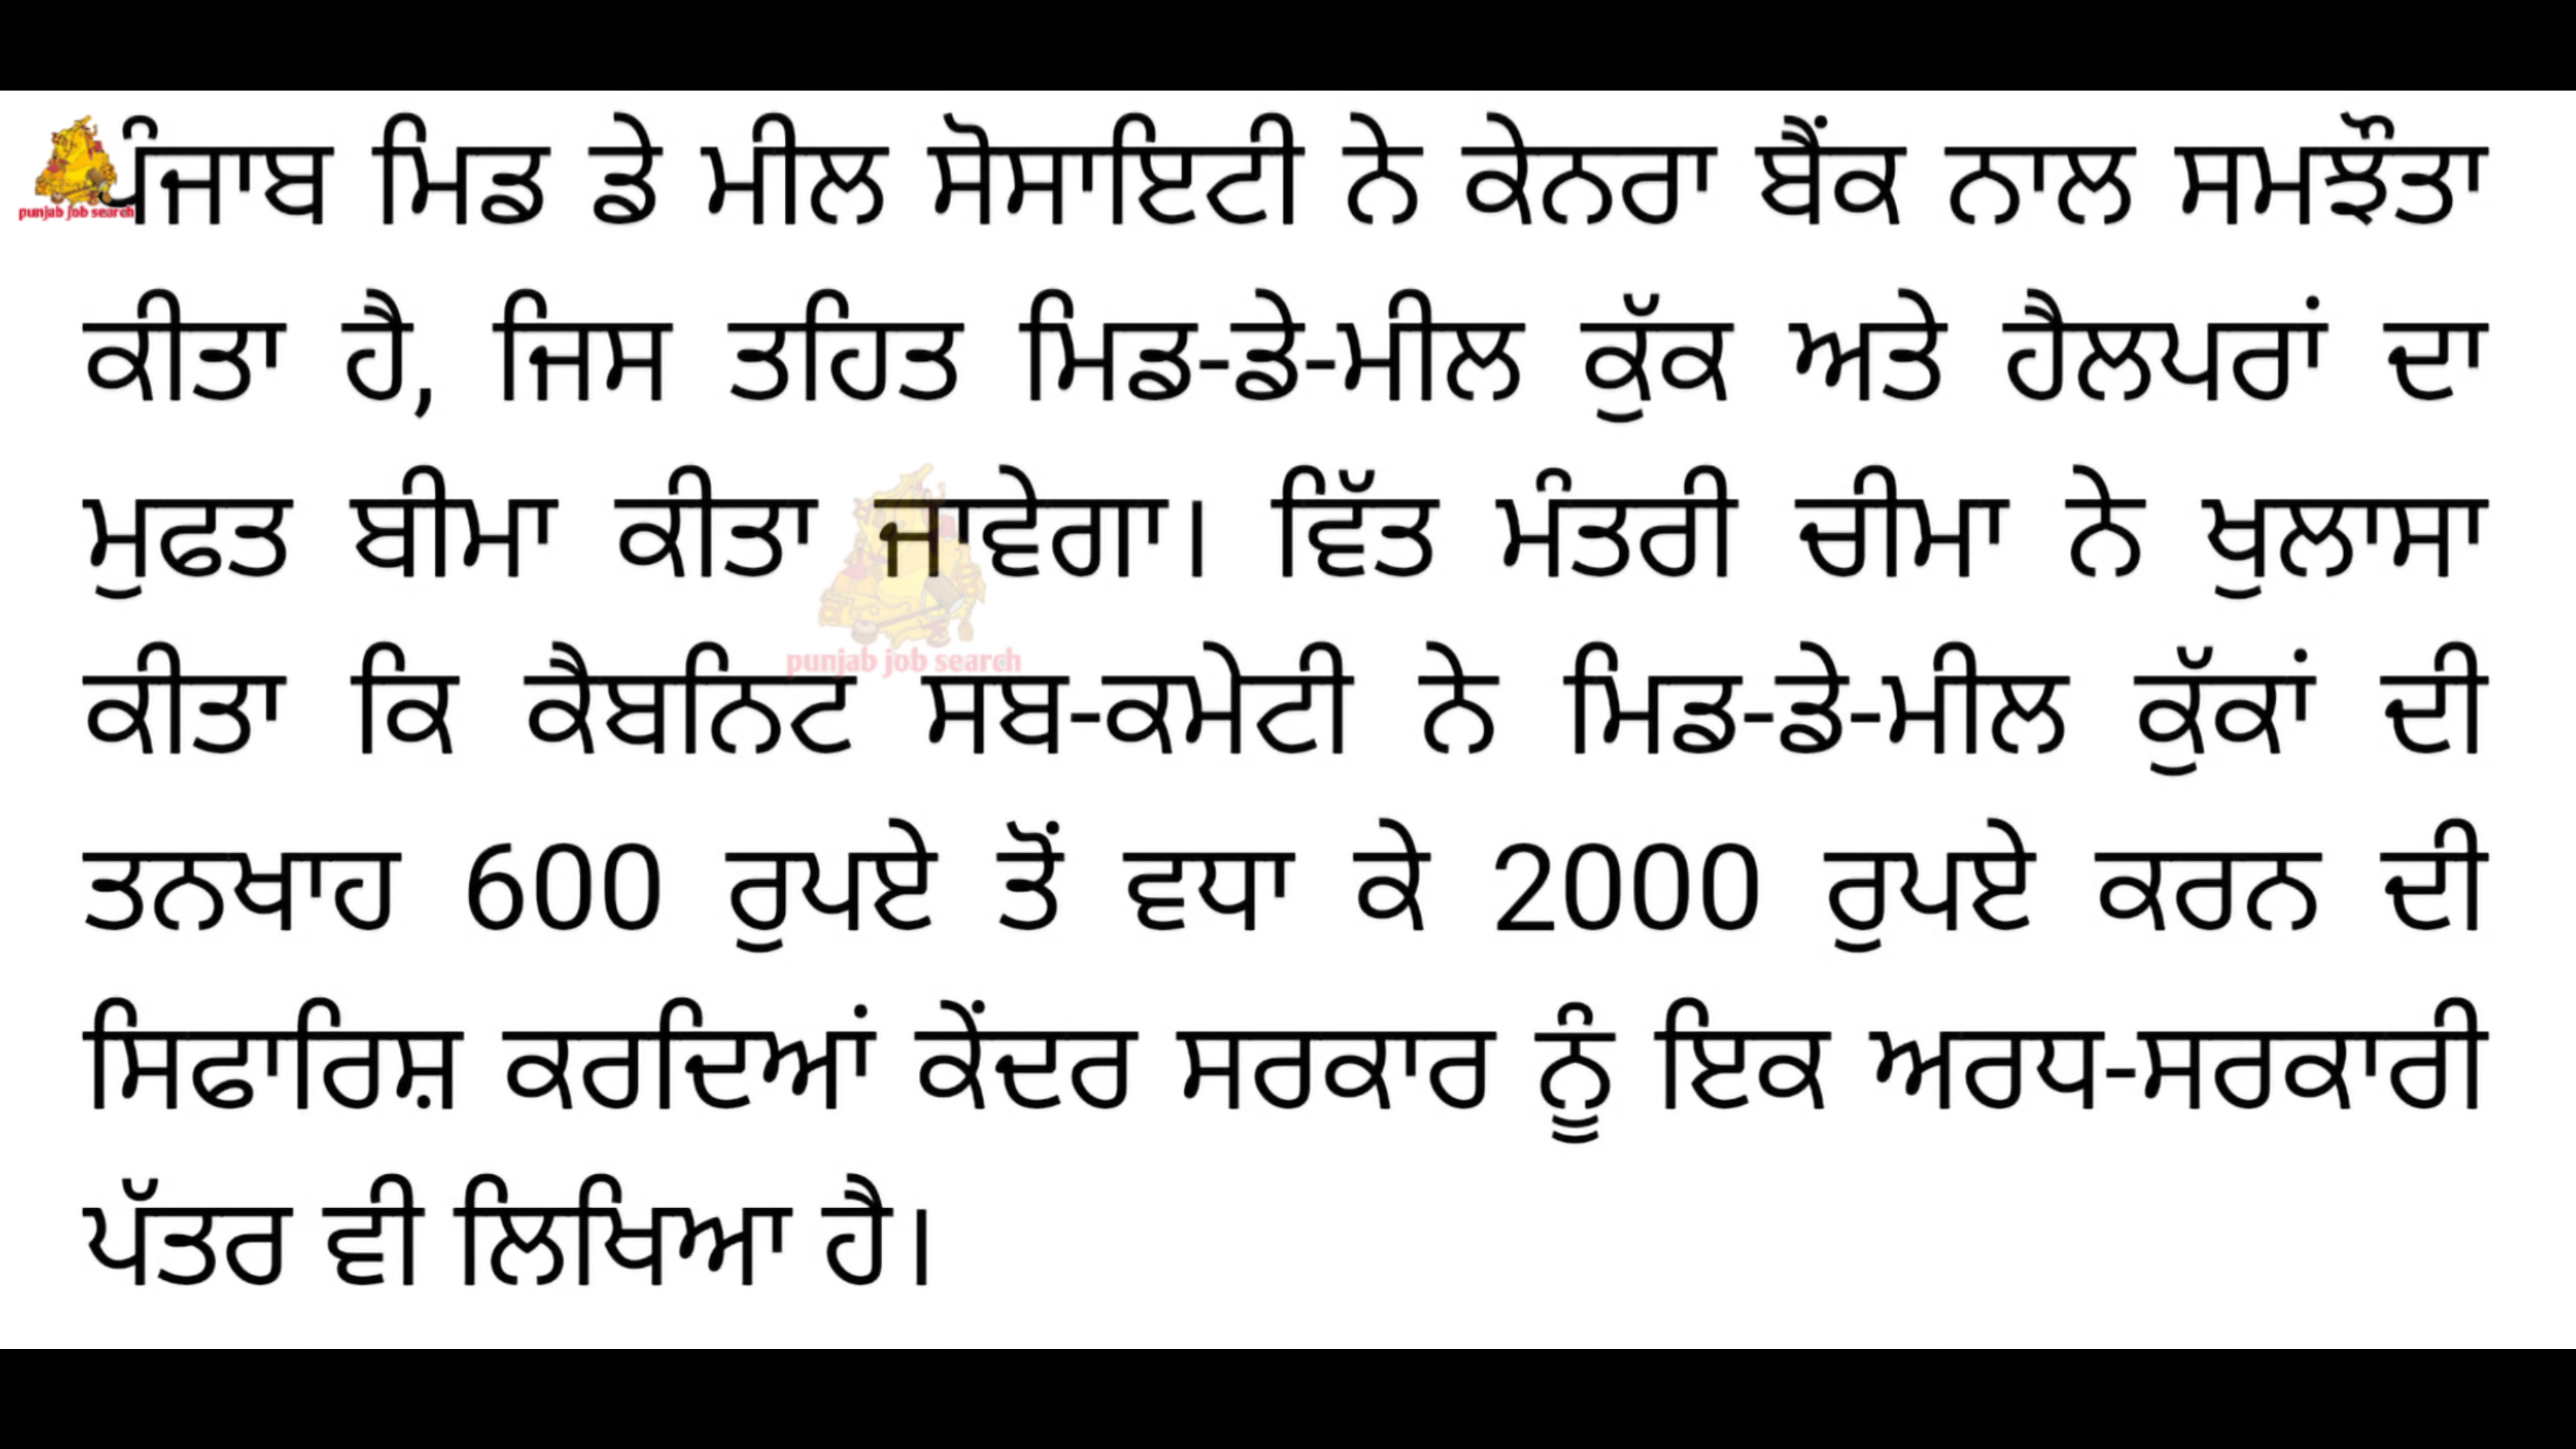 ਪੰਜਾਬ ਮਿਡ ਡੇ ਮੀਲ ਸੋਸਾਇਟੀ ਨੇ ਕੇਨਰਾ ਬੈਂਕ ਨਾਲ ਸਮਝੌਤਾ
punjab job search
ਕੀਤਾ ਹੈ, ਜਿਸ ਤਹਿਤ ਮਿਡ-ਡੇ-ਮੀਲ ਕੁੱਕ ਅਤੇ ਹੈਲਪਰਾਂ ਦਾ
ਮੁਫਤ ਬੀਮਾ ਕੀਤਾ ਜਾਵੇਗਾ। ਵਿੱਤ ਮੰਤਰੀ ਚੀਮਾ ਨੇ ਖੁਲਾਸਾ
punjab job search
ਕੀਤਾ ਕਿ ਕੈਬਨਿਟ ਸਬ-ਕਮੇਟੀ ਨੇ ਮਿਡ-ਡੇ-ਮੀਲ ਕੁੱਕਾਂ ਦੀ
ਤਨਖਾਹ 600 ਰੁਪਏ ਤੋਂ ਵਧਾ ਕੇ 2000 ਰੁਪਏ ਕਰਨ ਦੀ
ਸਿਫਾਰਿਸ਼ ਕਰਦਿਆਂ ਕੇਂਦਰ ਸਰਕਾਰ ਨੂੰ ਇਕ ਅਰਧ-ਸਰਕਾਰੀ
ਪੱਤਰ ਵੀ ਲਿਖਿਆ ਹੈ।